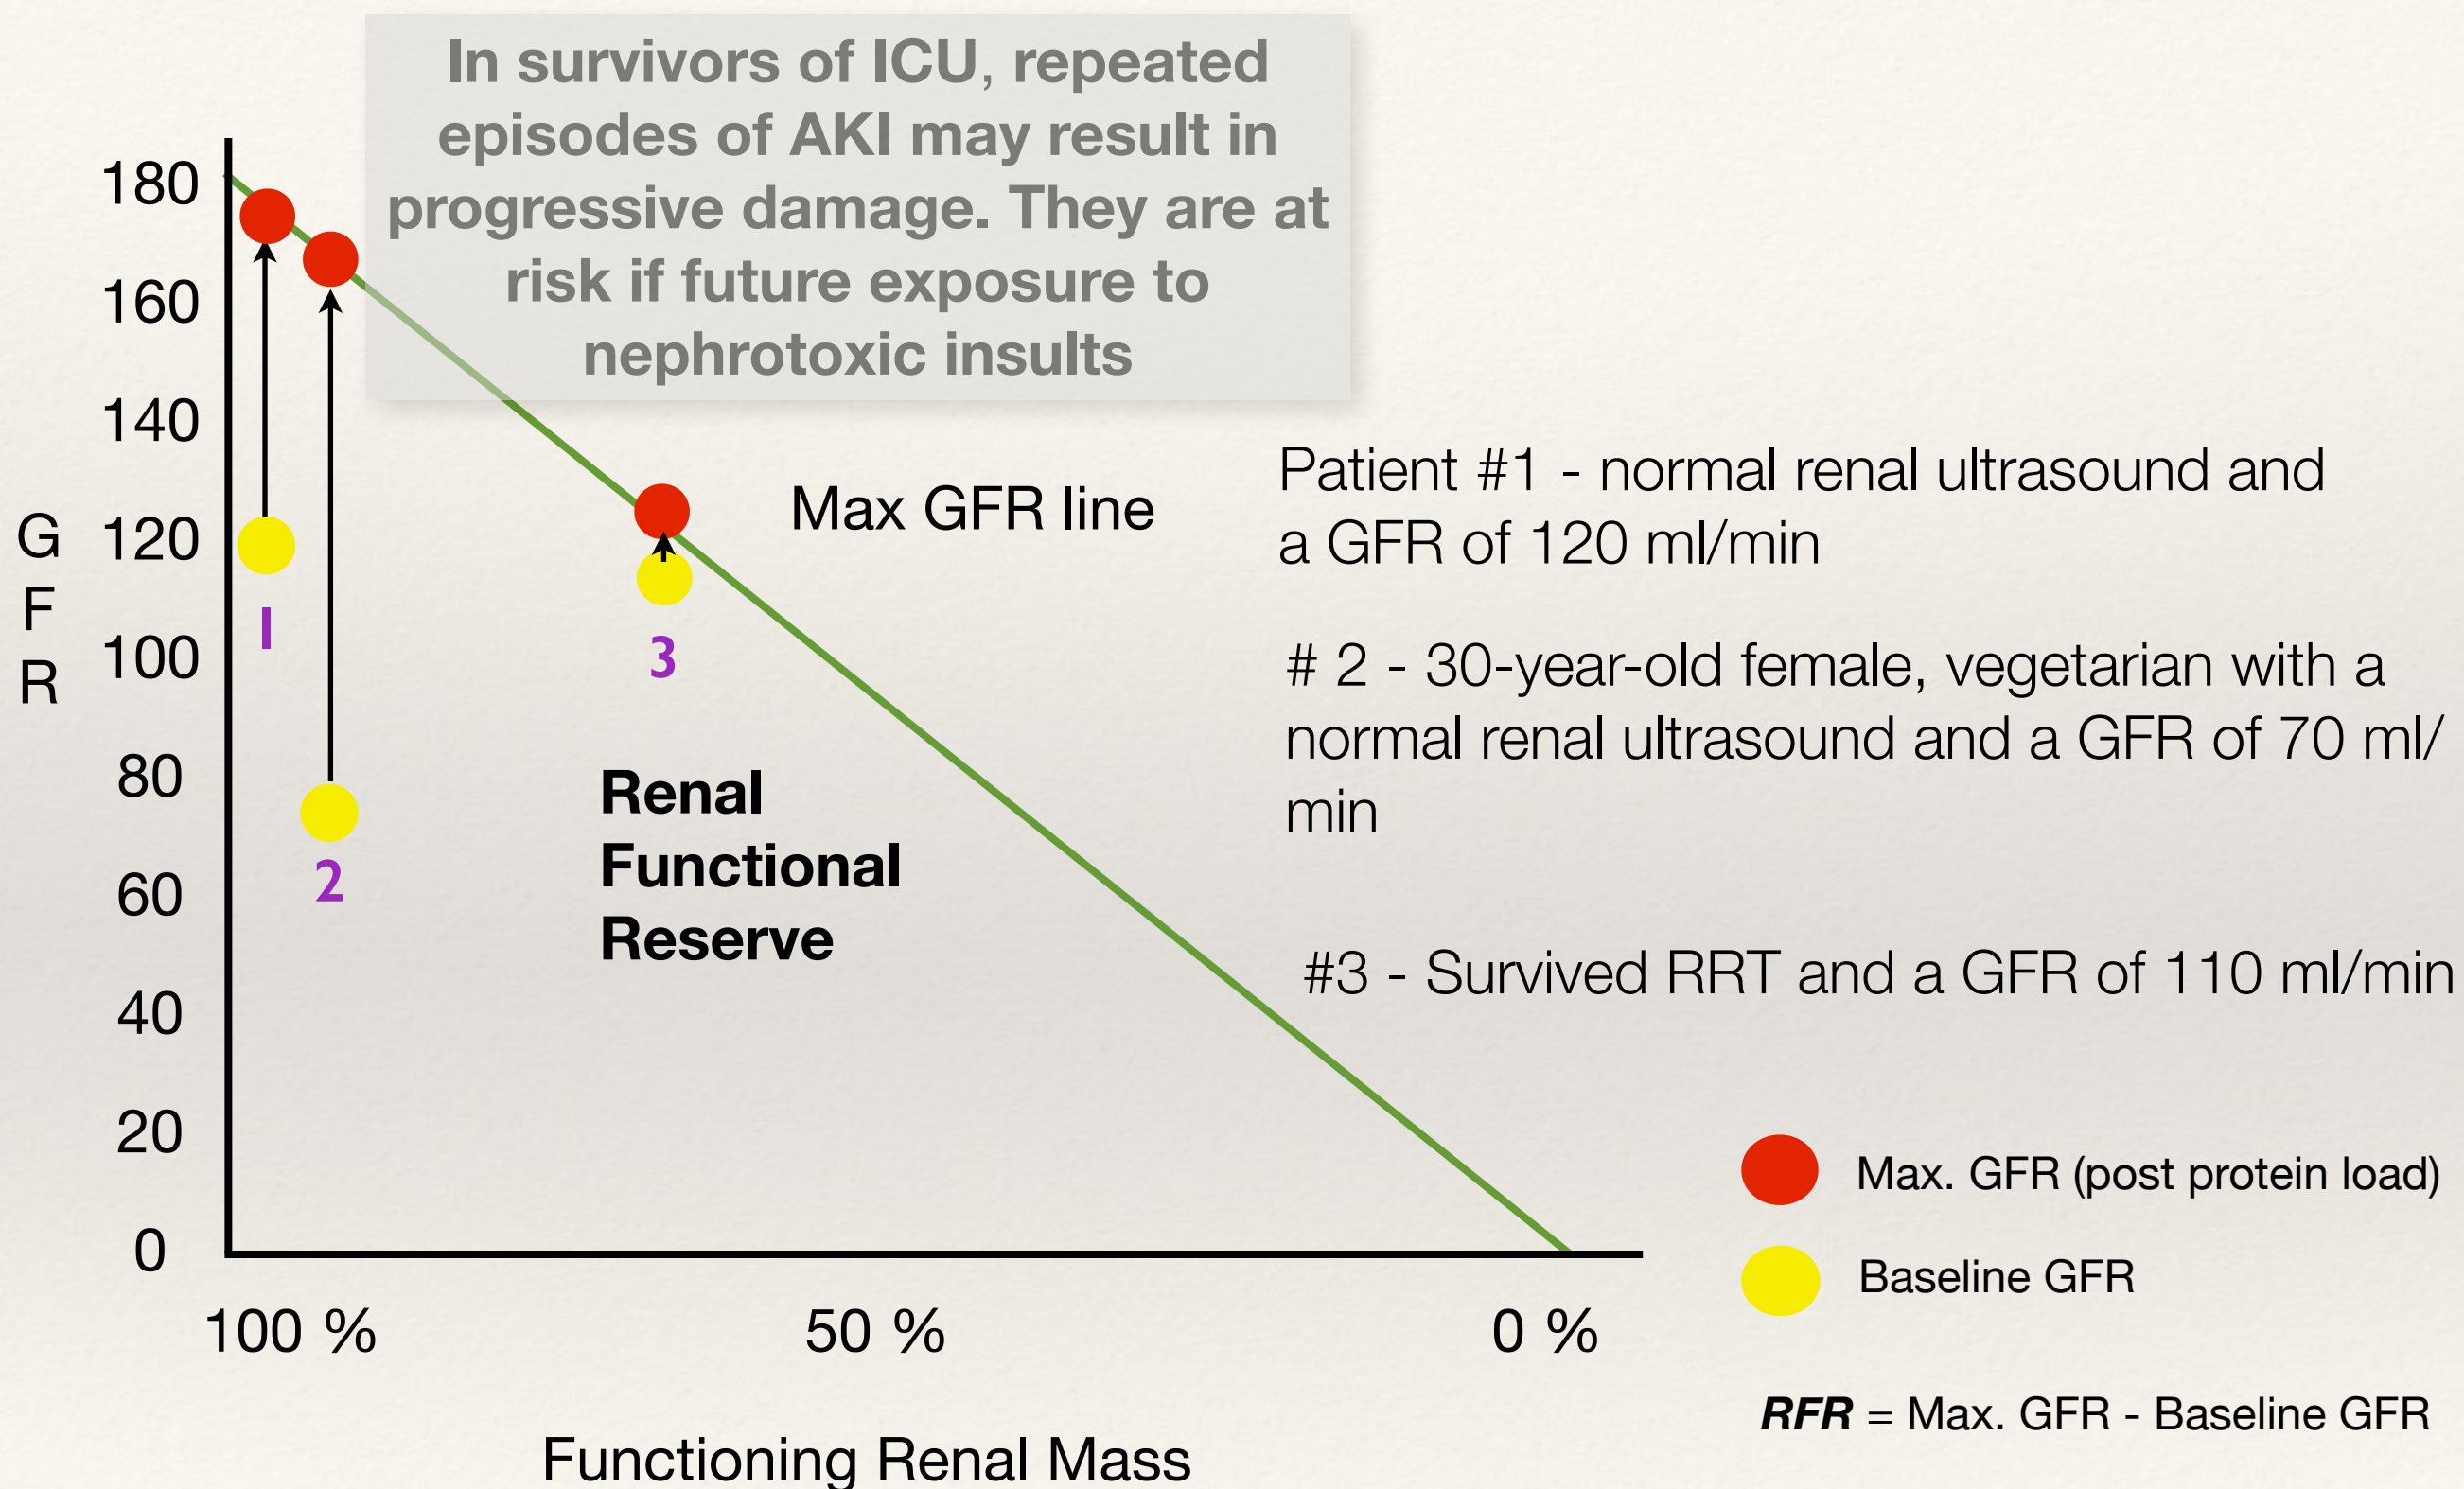 In survivors of ICU, repeated
episodes of AKI may result in
progressive damage. They are at
risk if future exposure to
nephrotoxic insults
180
160
140
120
100
80
60
40
20
0
G
F
R
1
2
3
Max GFR line
Renal
Functional
Reserve
Patient #1 - normal renal ultrasound and
a GFR of 120 ml/min
# 2 - 30-year-old female, vegetarian with a
normal renal ultrasound and a GFR of 70 ml/
min
#3 - Survived RRT and a GFR of 110 ml/min
Max. GFR (post protein load)
Baseline GFR
100 %
50 %
0 %
RFR = Max. GFR - Baseline GFR
Functioning Renal Mass